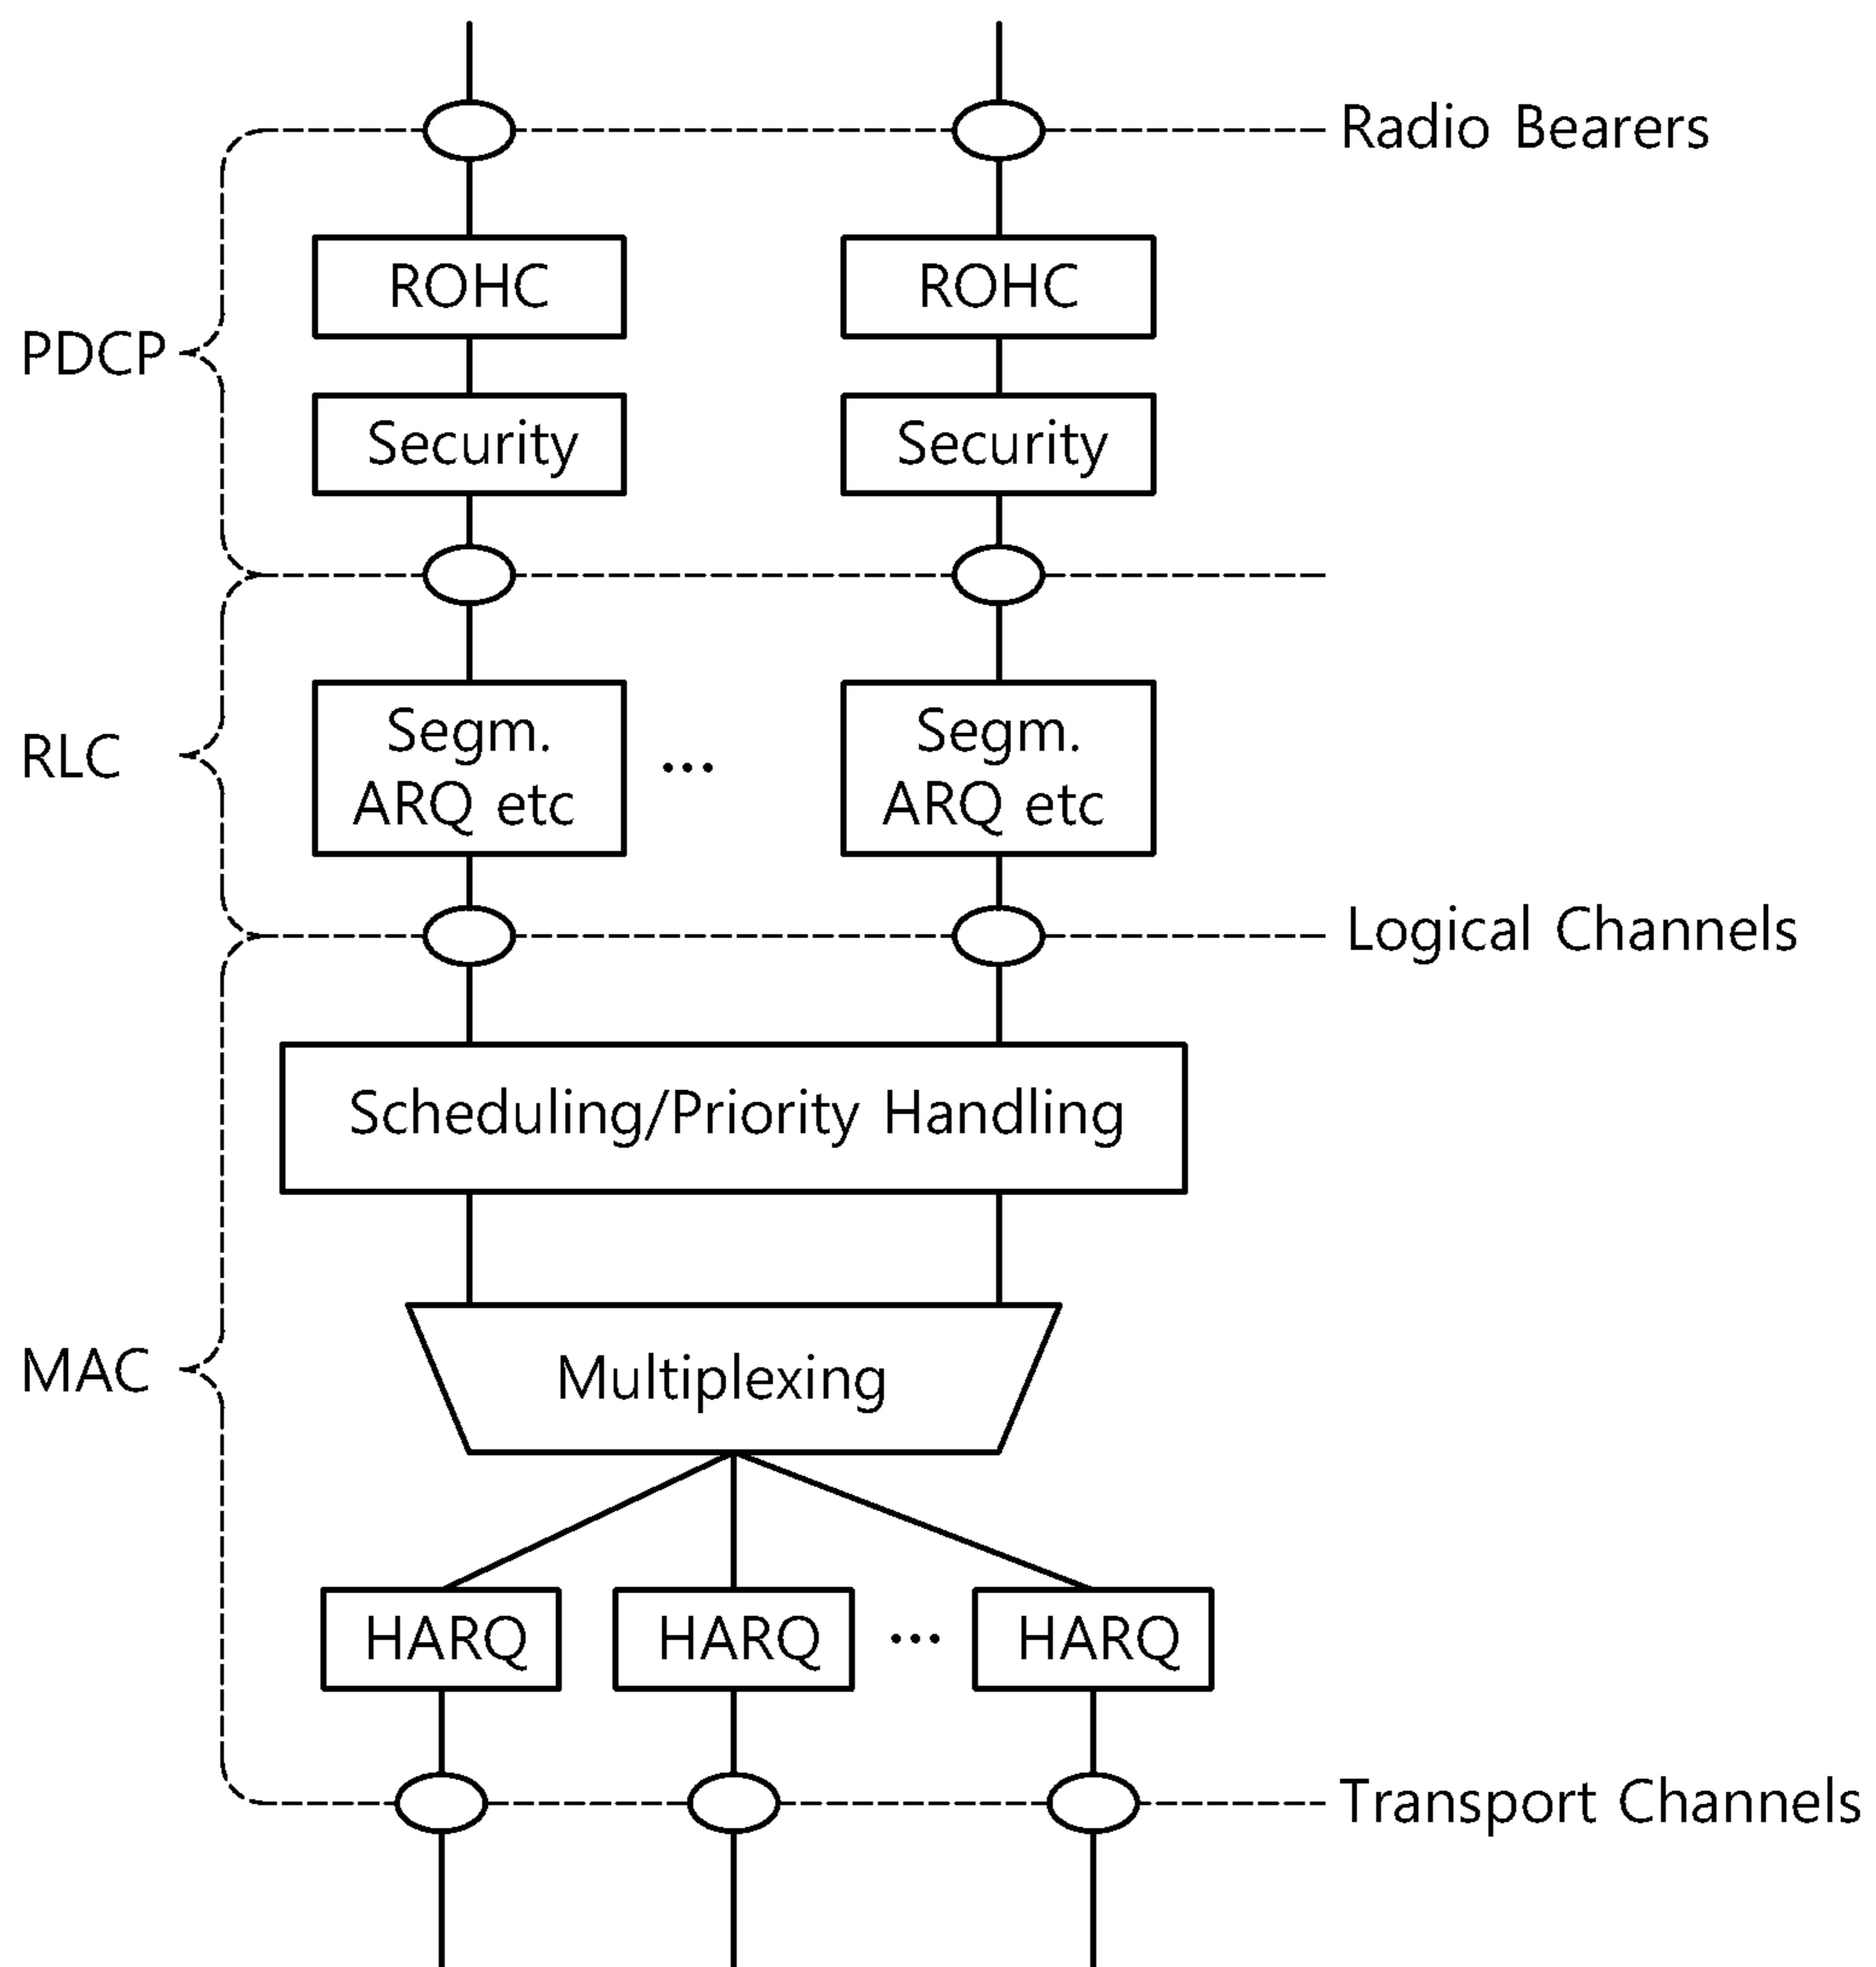 Radio Bearers
ROHC
ROHC
PDCP
Security
Security
Segm.
ARQ etc
...
Segm.
ARQ etc
RLC
Logical Channels
Scheduling/Priority Handling
MAC
Multiplexing
HARQ
HARQ
...
HARQ
Transport Channels